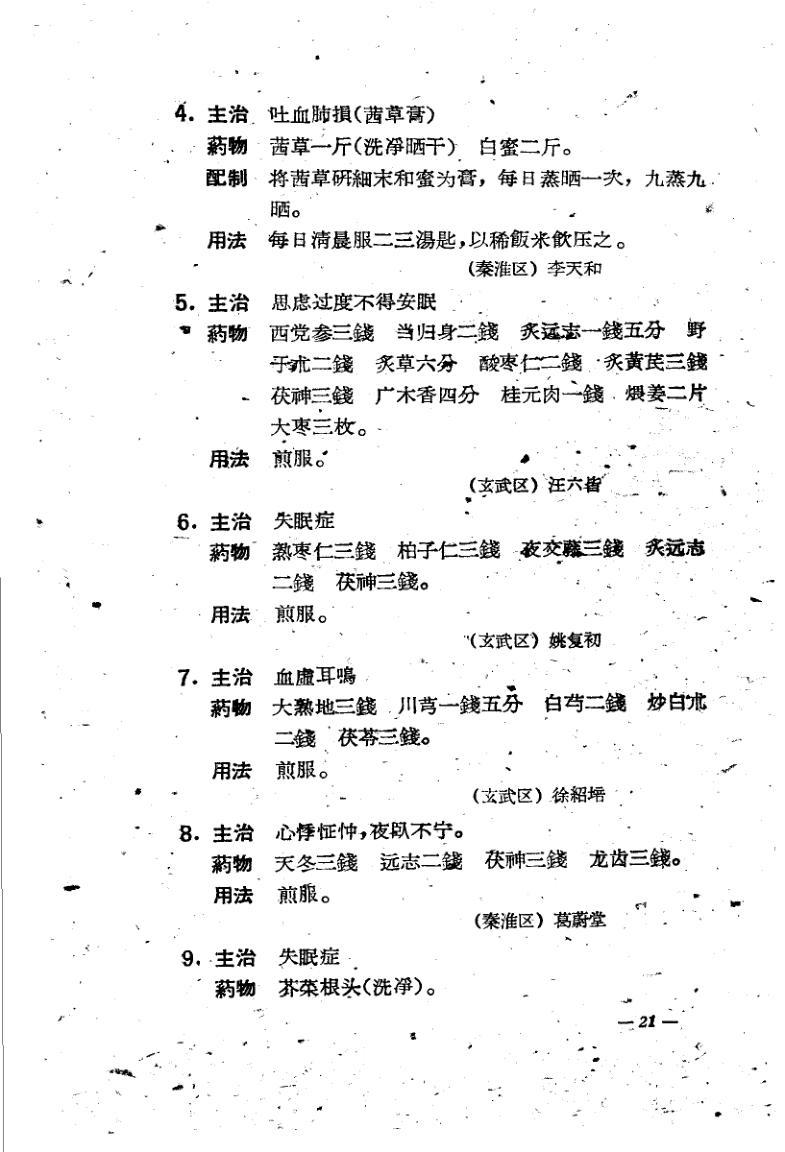 4. 主治 吐血肺損(茜草膏)
葯物 茜草一斤(洗淨晒干) 白蜜二斤。
配制 将茜草研細末和蜜为膏，每日蒸晒一次，九蒸九
晒。
用法 每日清晨服二三湯匙，以稀飯米飲压之。
(秦淮区) 李天和
5. 主治 思虑过度不得安眠
葯物 西党参三錢 当归身二錢 炙远志一錢五分 野
于朮二錢 炙草六分 酸枣仁二錢 炙黃芪三錢
茯神三錢 广木香四分 桂元肉一錢 煨姜二片
大枣三枚。
用法 煎服。
(玄武区) 汪六皆
6. 主治 失眠症
葯物 熟枣仁三錢 柏子仁三錢 夜交藤三錢 炙远志
二錢 茯神三錢。
用法 煎服。
(玄武区) 姚复初
7. 主治 血虛耳鳴
葯物 大熟地三錢 川芎一錢五分 白芍二錢 炒白朮
二錢 茯苓三錢。
用法 煎服。
(玄武区) 徐紹培
8. 主治 心悸怔忡，夜臥不宁。
葯物 天冬三錢 远志二錢 茯神三錢 龙齿三錢。
用法 煎服。
(秦淮区) 葛蔚堂
9. 主治 失眠症
葯物 芥菜根头(洗淨)。
— 21 —